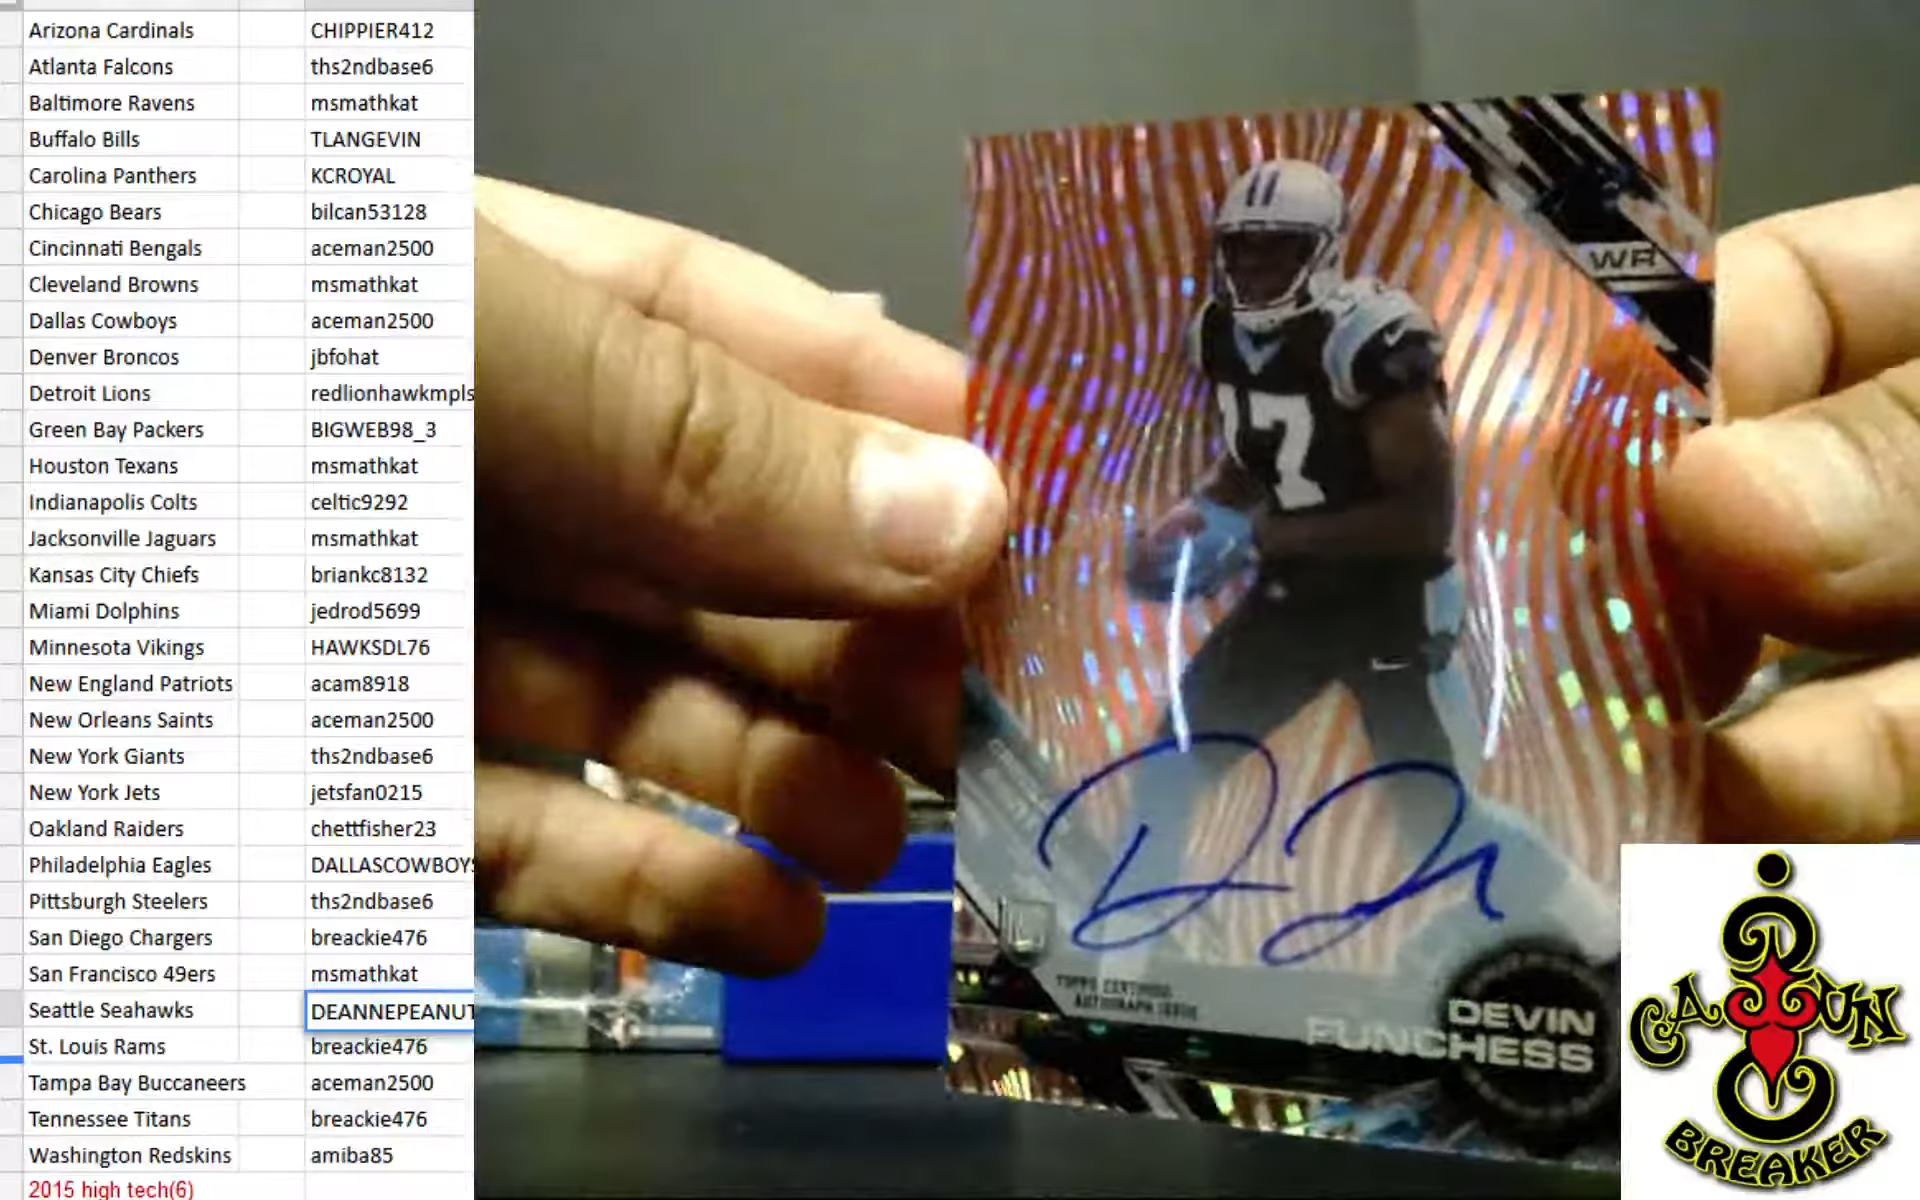 Arizona Cardinals CHIPPIER412
Atlanta Falcons ths2ndbase6
Baltimore Ravens msmathkat
Buffalo Bills TLANGEVIN
Carolina Panthers KCROYAL
Chicago Bears bilcan53128
Cincinnati Bengals aceman2500
Cleveland Browns msmathkat
Dallas Cowboys aceman2500
Denver Broncos jbfohat
Detroit Lions redlionhawkmpls
Green Bay Packers BIGWEB98_3
Houston Texans msmathkat
Indianapolis Colts celtic9292
Jacksonville Jaguars msmathkat
Kansas City Chiefs briankc8132
Miami Dolphins jedrod5699
Minnesota Vikings HAWKSDL76
New England Patriots acam8918
New Orleans Saints aceman2500
New York Giants ths2ndbase6
New York Jets jetsfan0215
Oakland Raiders chettfisher23
Philadelphia Eagles DALLASCOWBOYS
Pittsburgh Steelers ths2ndbase6
San Diego Chargers breackie476
San Francisco 49ers msmathkat
Seattle Seahawks DEANNEPEANUT
St. Louis Rams breackie476
Tampa Bay Buccaneers aceman2500
Tennessee Titans breackie476
Washington Redskins amiba85
2015 high tech(6)
WR
17
TOPPS CERTIFIED
AUTOGRAPH ISSUE
DEVIN
FUNCHESS
CAJUN
BREAKER